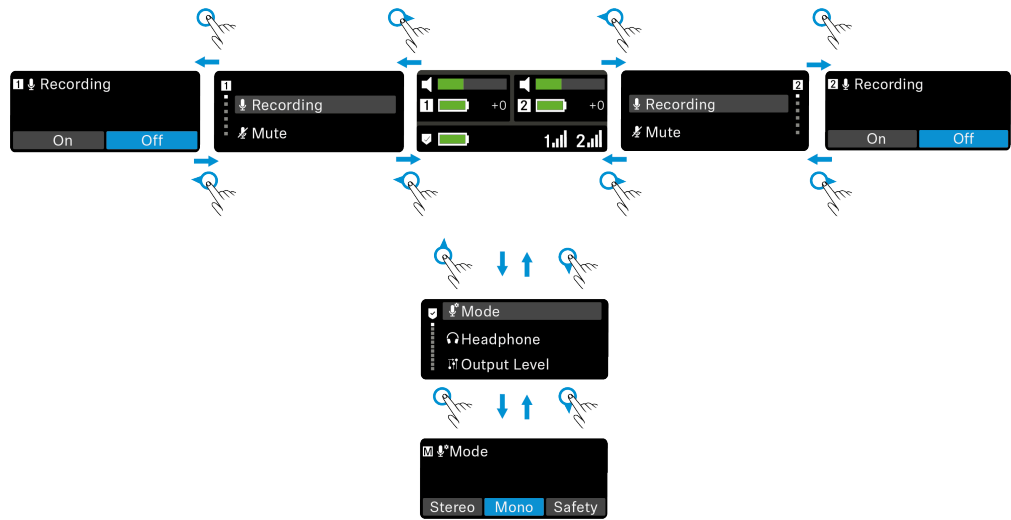 1 Recording
On Off
1
Recording
Mute
1 +0 2 +0
1 2
2
Recording
Mute
2 Recording
On Off
Mode
Headphone
Output Level
M Mode
Stereo Mono Safety